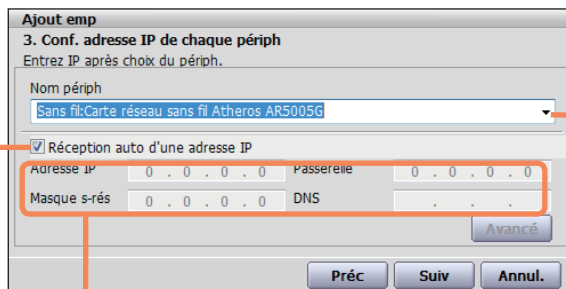 Ajout emp
3. Conf. adresse IP de chaque périph
Entrez IP après choix du périph.
Nom périph
Sans fil:Carte réseau sans fil Atheros AR5005G
Réception auto d'une adresse IP
Adresse IP 0 . 0 . 0 . 0 Passerelle 0 . 0 . 0 . 0
Masque s-rés 0 . 0 . 0 . 0 DNS . . .
Avancé
Préc Suiv Annul.